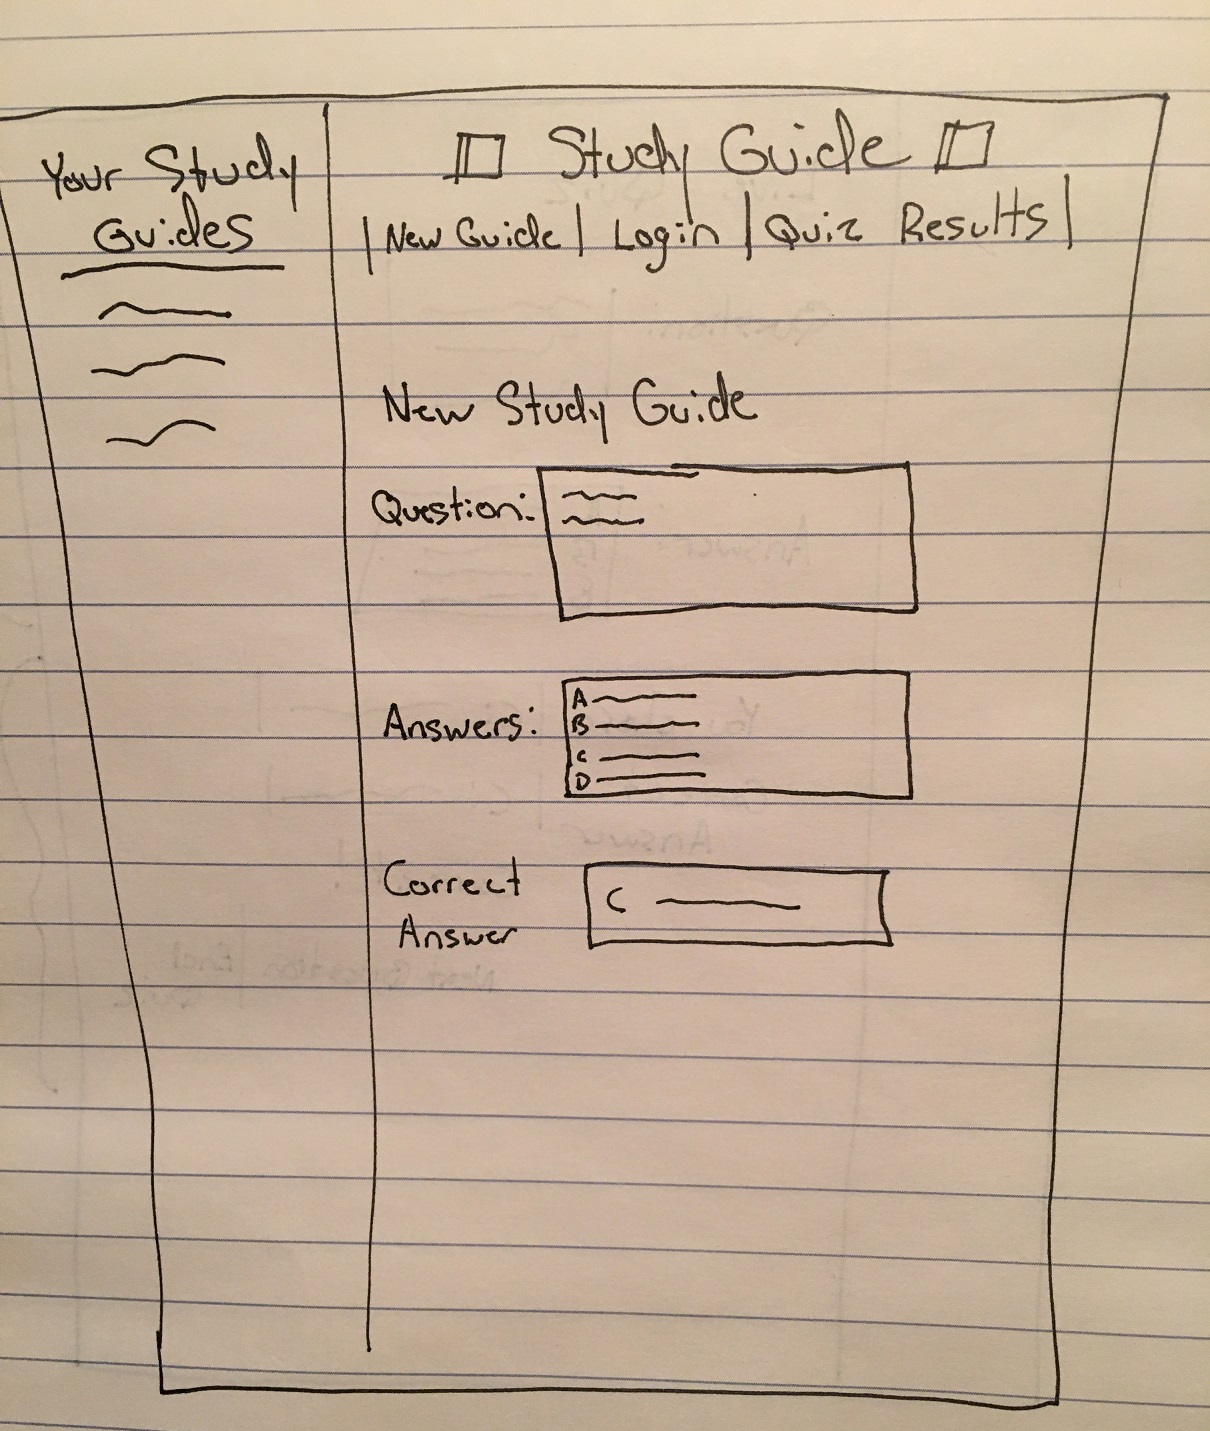 Your Study
Guides
Study Guide
|New Guide| Login |Quiz Results|
New Study Guide
Question:
Answers:
A
B
C
D
Correct
Answer
C